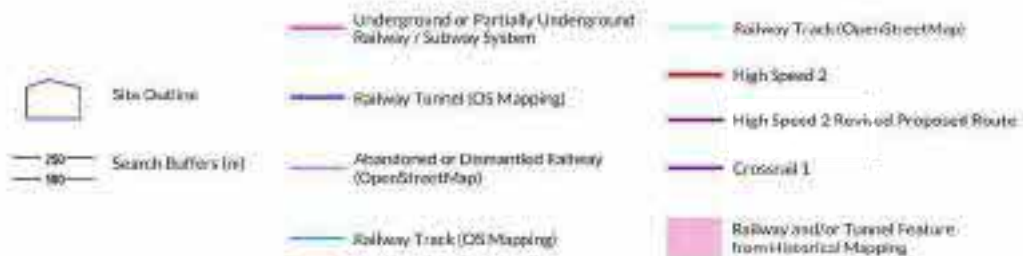 Site Outline
250
500
Search Buffers (m)
Underground or Partially Underground
Railway / Subway System
Railway Tunnel (OS Mapping)
Abandoned or Dismantled Railway
(OpenStreetMap)
Railway Track (OS Mapping)
Railway Track (OpenStreetMap)
High Speed 2
High Speed 2 Revised Proposed Route
Crossrail 1
Railway and/or Tunnel Feature
from Historical Mapping